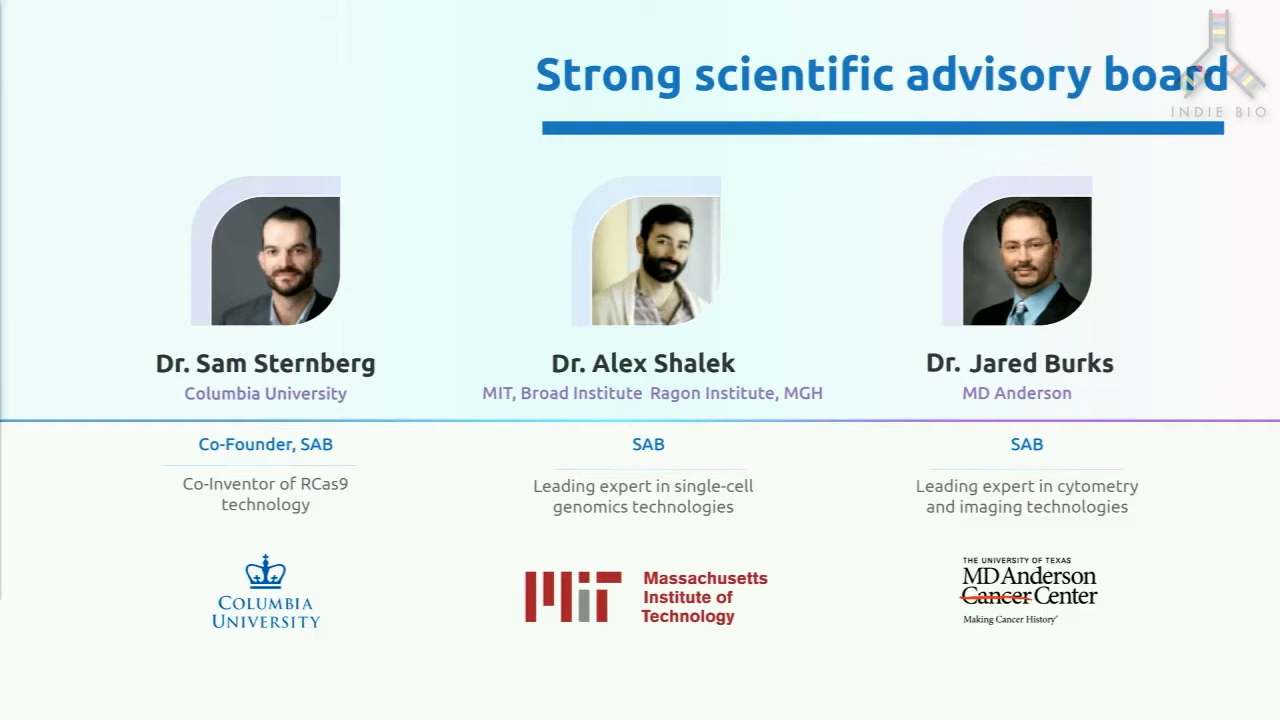 Strong scientific advisory board
INDIE BIO
Dr. Sam Sternberg
Columbia University
Co-Founder, SAB
Co-Inventor of RCas9
technology
COLUMBIA
UNIVERSITY
Dr. Alex Shalek
MIT, Broad Institute Ragon Institute, MGH
SAB
Leading expert in single-cell
genomics technologies
MIT
Massachusetts
Institute of
Technology
Dr. Jared Burks
MD Anderson
SAB
Leading expert in cytometry
and imaging technologies
THE UNIVERSITY OF TEXAS
MD Anderson
Cancer Center
Making Cancer History®